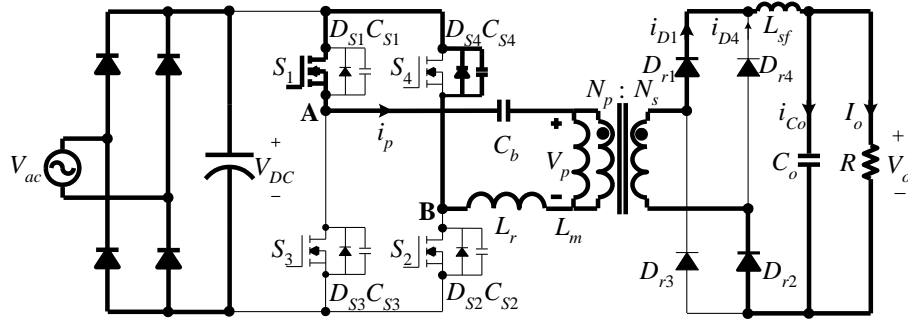 D_{S1} C_{S1}
D_{S4} C_{S4}
i_{D1}
i_{D4}
L_{sf}
S_1
S_4
D_{r1}
D_{r4}
N_p : N_s
A
i_p
C_b
+
V_p
-
i_{Co}
I_o
V_{ac}
+
V_{DC}
-
C_o
R
+
V_o
-
B
L_r
L_m
S_3
S_2
D_{r3}
D_{r2}
D_{S3} C_{S3}
D_{S2} C_{S2}